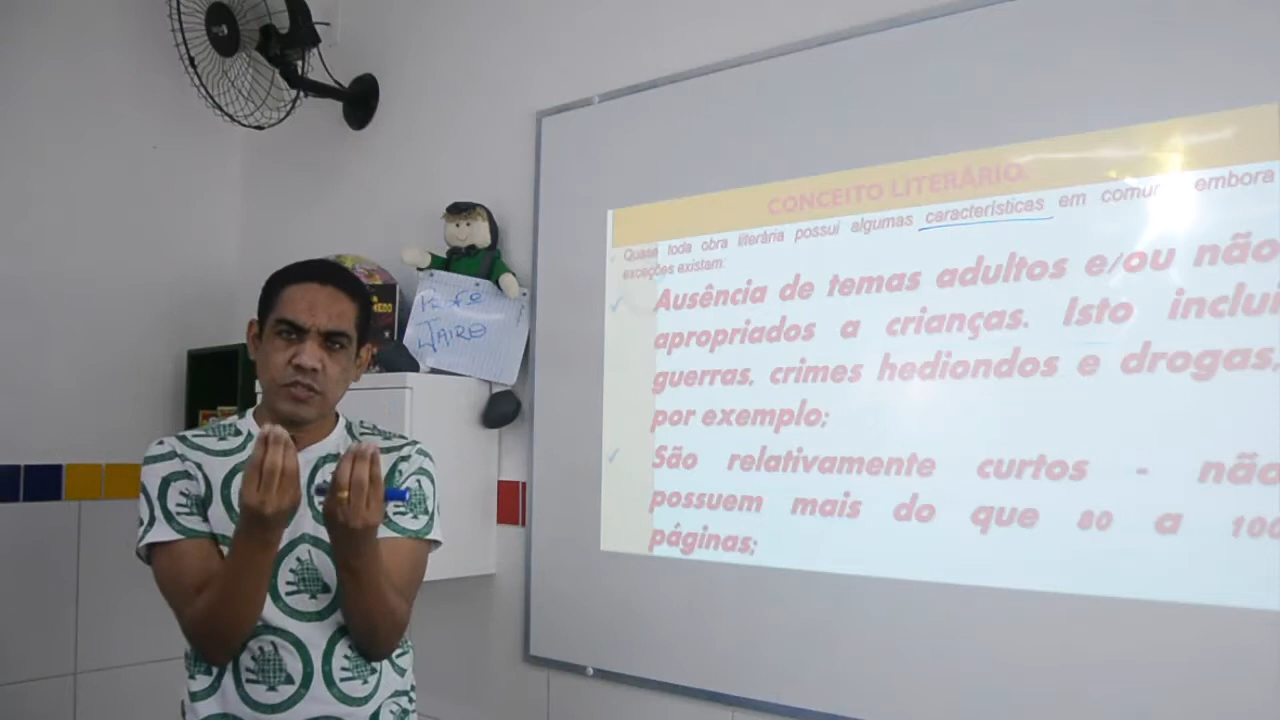 CONCEITO LITERÁRIO.
Quase toda obra literária possui algumas características em comum embora
exceções existam:
Ausência de temas adultos e/ou não
apropriados a crianças. Isto inclui
guerras, crimes hediondos e drogas,
por exemplo;
São relativamente curtos - não
possuem mais do que 80 a 100
páginas;
Profe
JAIRO